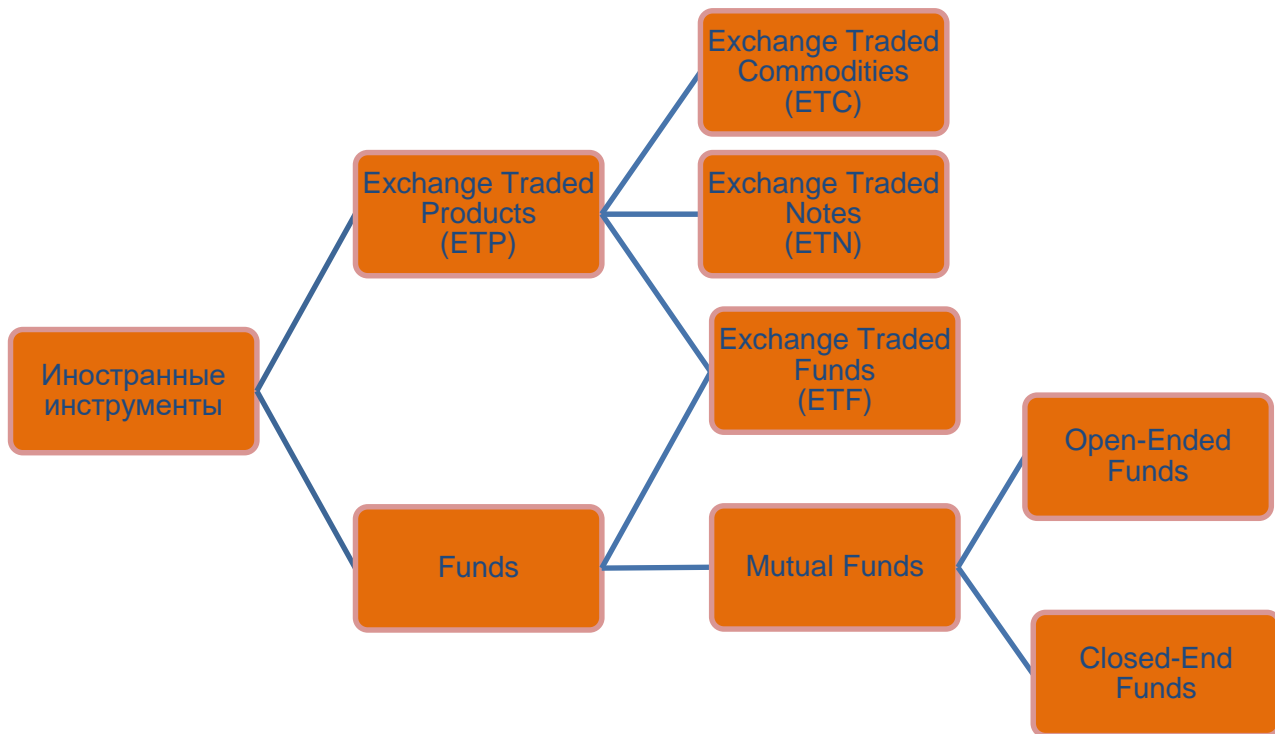 Exchange Traded
Commodities
(ETC)
Exchange Traded
Products
(ETP)
Exchange Traded
Notes
(ETN)
Иностранные
инструменты
Exchange Traded
Funds
(ETF)
Open-Ended
Funds
Funds
Mutual Funds
Closed-End
Funds